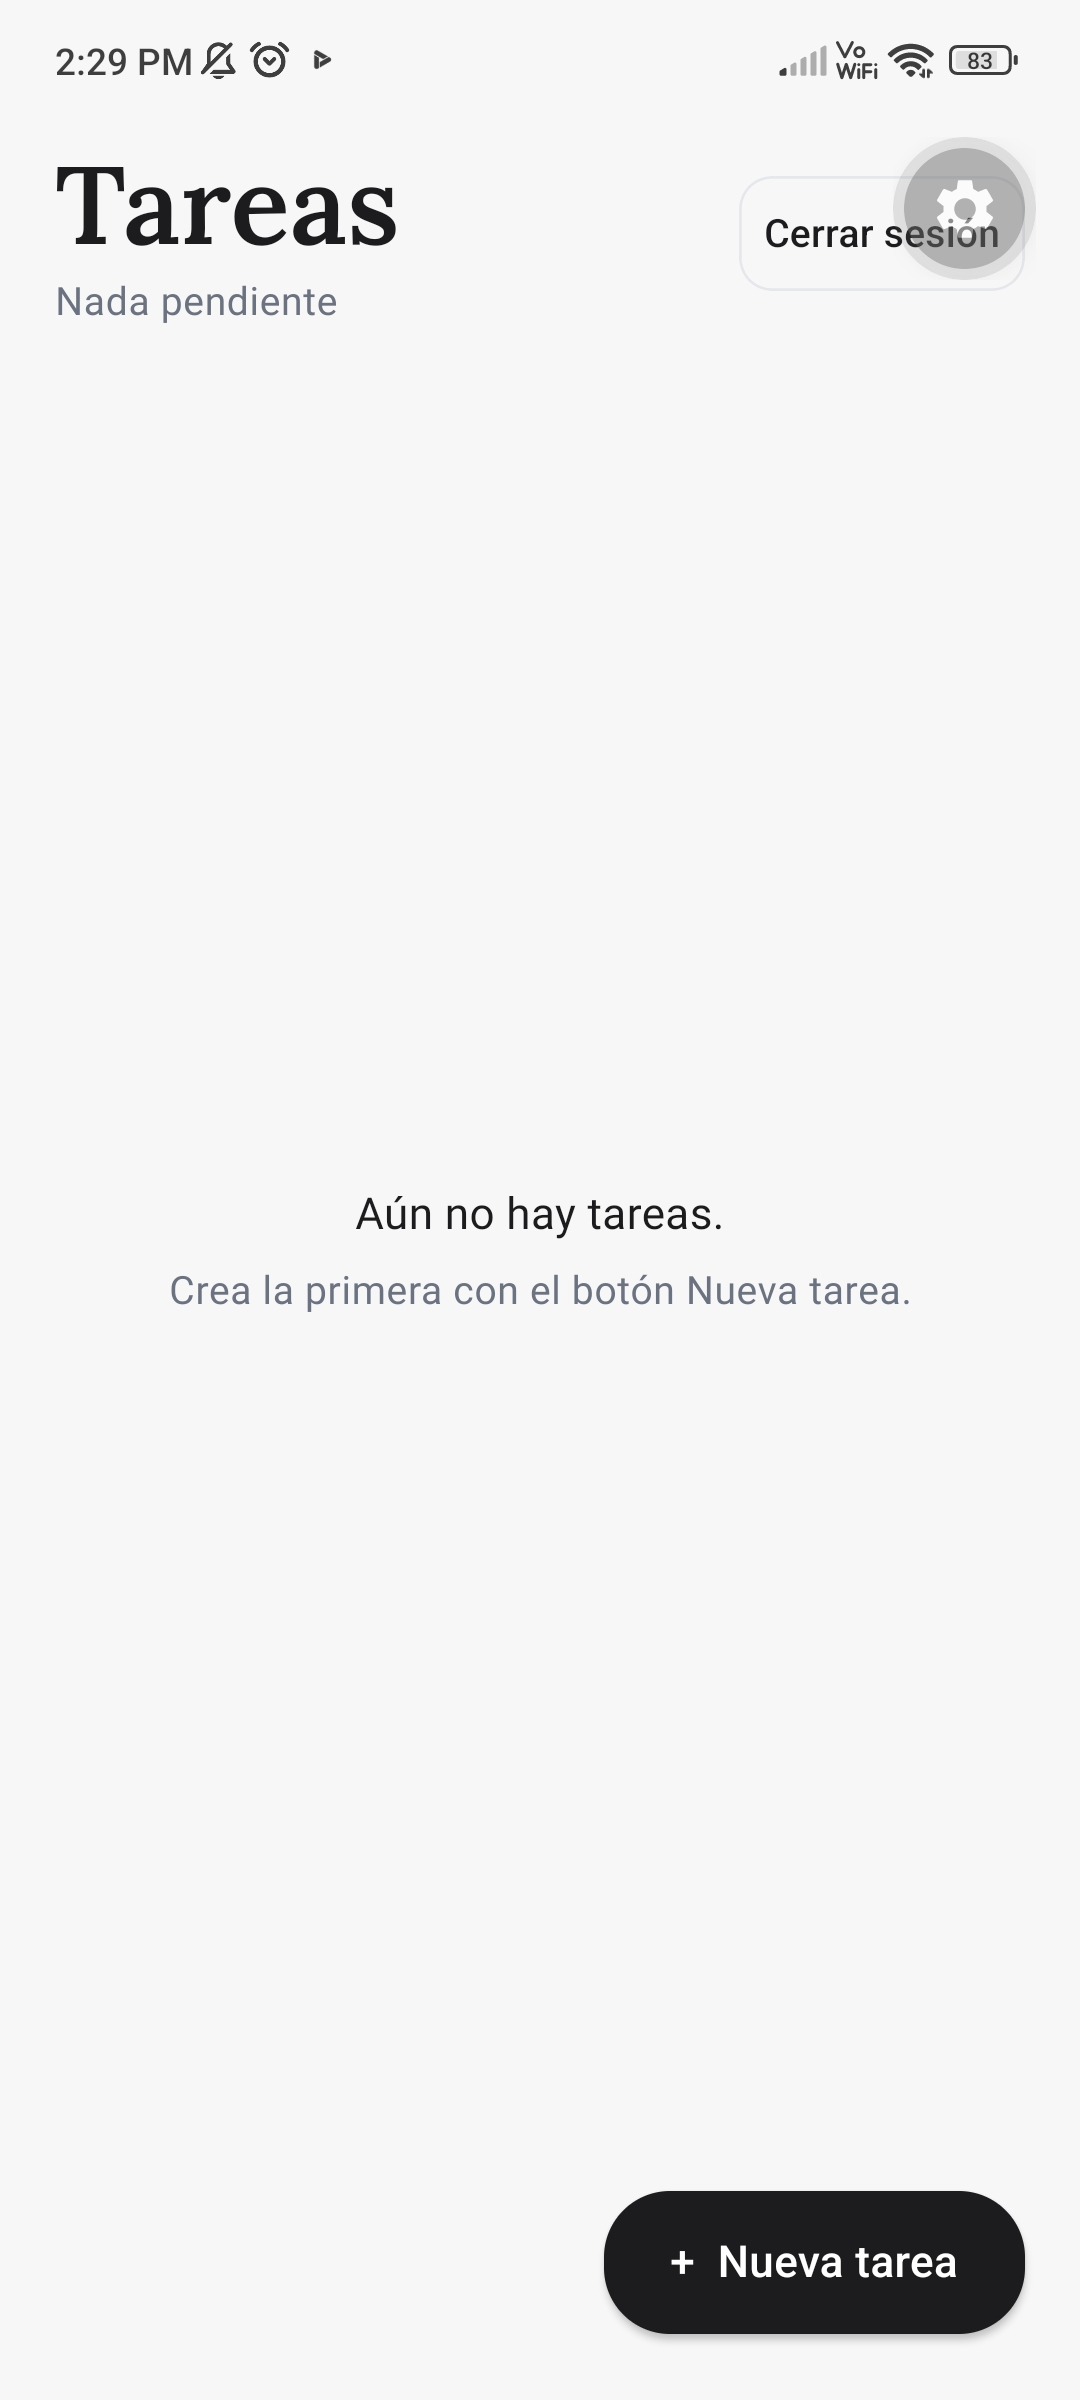 2:29 PM
Vo
WiFi
83
Tareas
Cerrar sesión
Nada pendiente
Aún no hay tareas.
Crea la primera con el botón Nueva tarea.
+ Nueva tarea